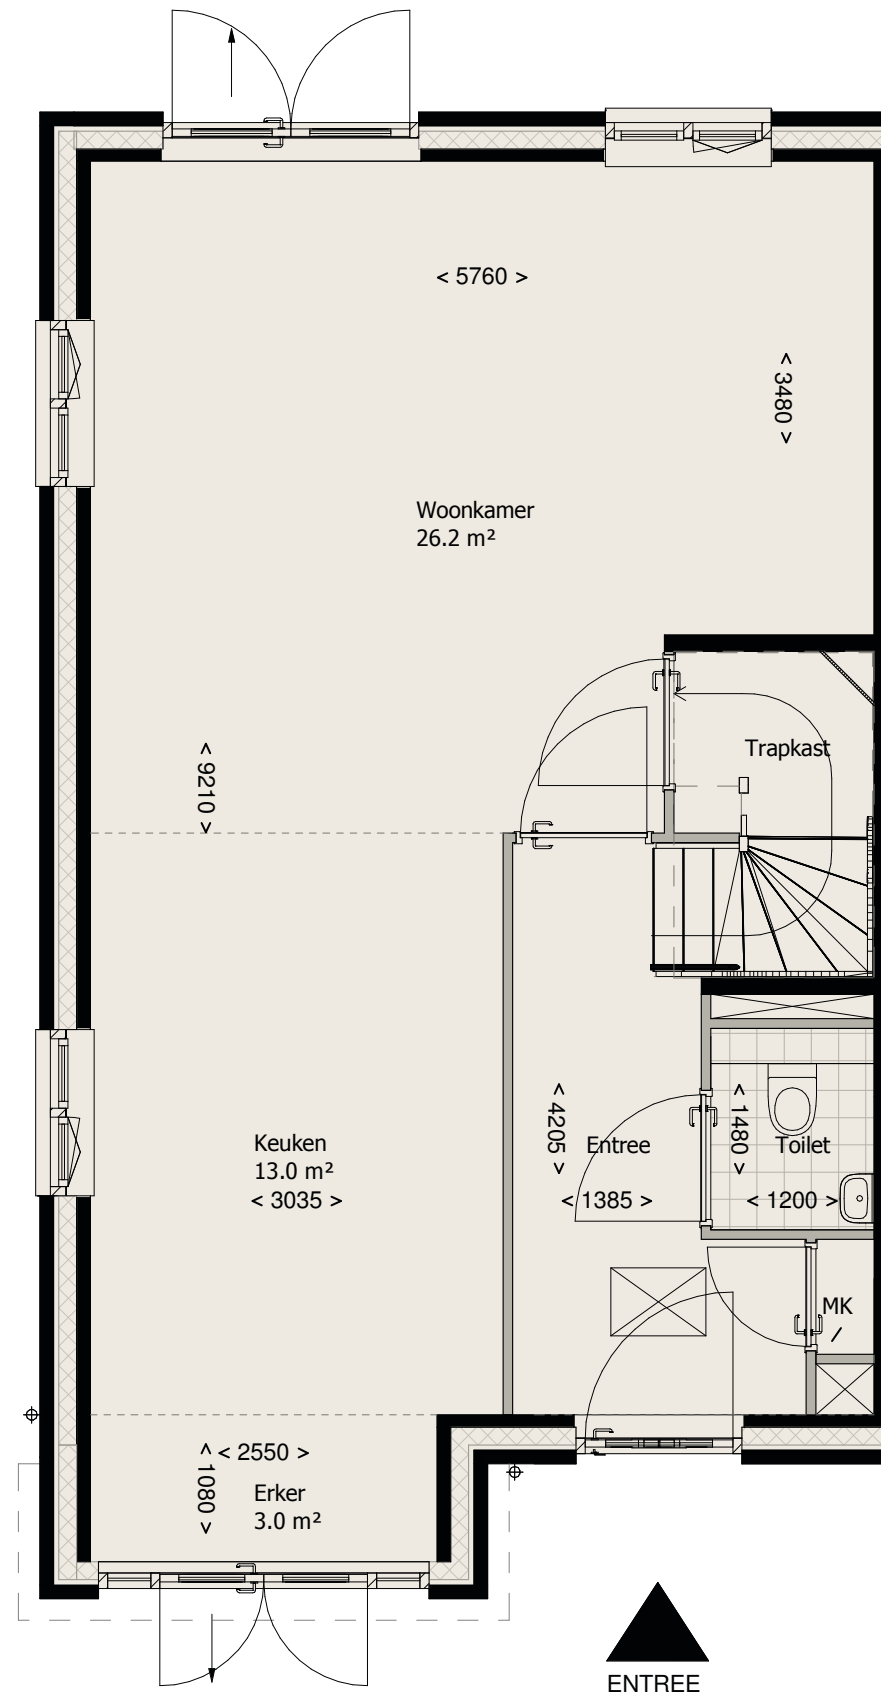 < 5760 >
< 3480 >
Woonkamer
26.2 m²
Trapkast
< 9210 >
Keuken
13.0 m²
< 3035 >
< 4205 >
Entree
< 1385 >
< 1480 >
Toilet
< 1200 >
MK
< 2550 >
< 1080 >
Erker
3.0 m²
ENTREE